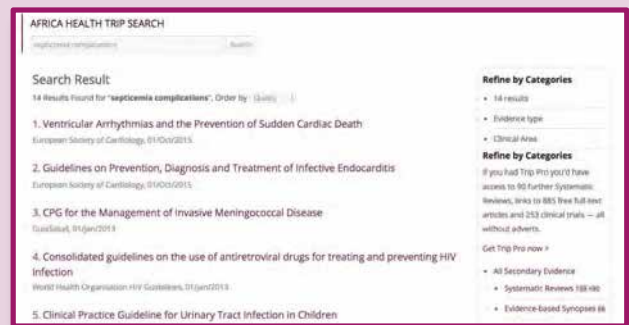 AFRICA HEALTH TRIP SEARCH
septicemia complications
Search
Search Result
14 Results Found for "septicemia complications", Order by Quality
1. Ventricular Arrhythmias and the Prevention of Sudden Cardiac Death
European Society of Cardiology, 01/Oct/2015
2. Guidelines on Prevention, Diagnosis and Treatment of Infective Endocarditis
European Society of Cardiology, 01/Oct/2015
3. CPG for the Management of Invasive Meningococcal Disease
GuiaSalud, 01/Jan/2013
4. Consolidated guidelines on the use of antiretroviral drugs for treating and preventing HIV
Infection
World Health Organisation HIV Guidelines, 01/Jan/2013
5. Clinical Practice Guideline for Urinary Tract Infection in Children
Refine by Categories
14 results
Evidence type
Clinical Area
Refine by Categories
If you had Trip Pro you'd have
access to 90 further Systematic
Reviews, links to 885 free full-text
articles and 253 clinical trials — all
without adverts.
Get Trip Pro now >
All Secondary Evidence
Systematic Reviews
Evidence-based Synopses